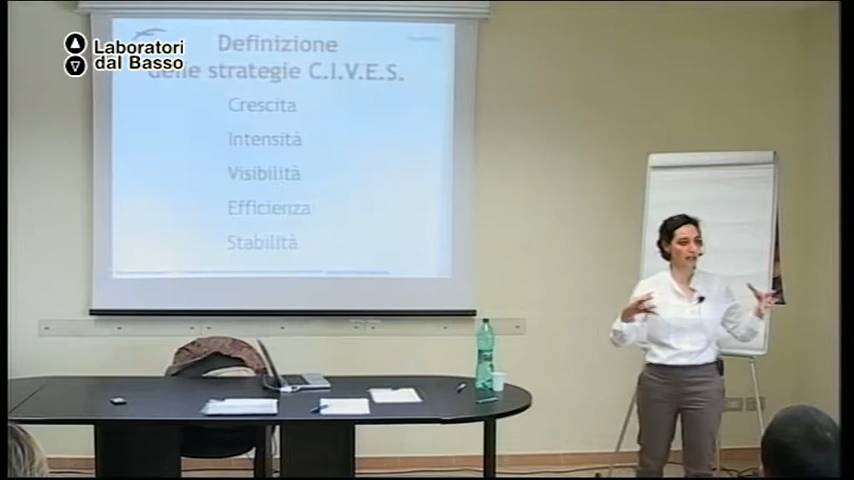 Laboratori
dal Basso
Definizione
delle strategie C.I.V.E.S.
Crescita
Intensità
Visibilità
Efficienza
Stabilità